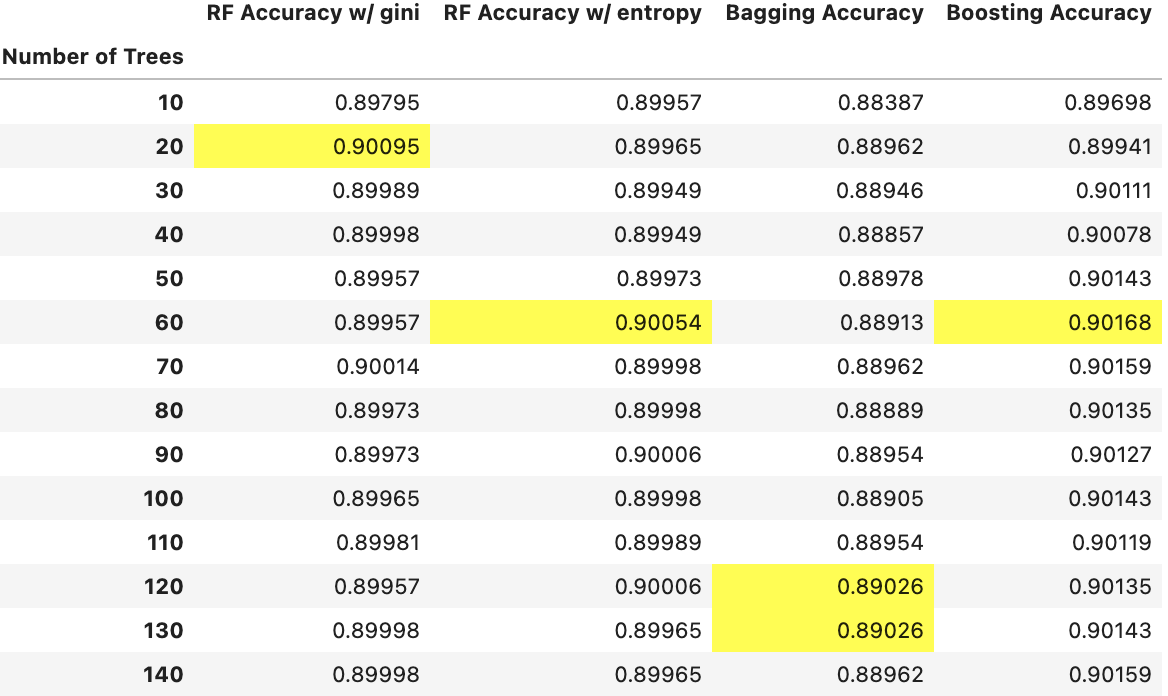 RF Accuracy w/ gini RF Accuracy w/ entropy Bagging Accuracy Boosting Accuracy
Number of Trees
10 0.89795 0.89957 0.88387 0.89698
20 0.90095 0.89965 0.88962 0.89941
30 0.89989 0.89949 0.88946 0.90111
40 0.89998 0.89949 0.88857 0.90078
50 0.89957 0.89973 0.88978 0.90143
60 0.89957 0.90054 0.88913 0.90168
70 0.90014 0.89998 0.88962 0.90159
80 0.89973 0.89998 0.88889 0.90135
90 0.89973 0.90006 0.88954 0.90127
100 0.89965 0.89998 0.88905 0.90143
110 0.89981 0.89989 0.88954 0.90119
120 0.89957 0.90006 0.89026 0.90135
130 0.89998 0.89965 0.89026 0.90143
140 0.89998 0.89965 0.88962 0.90159